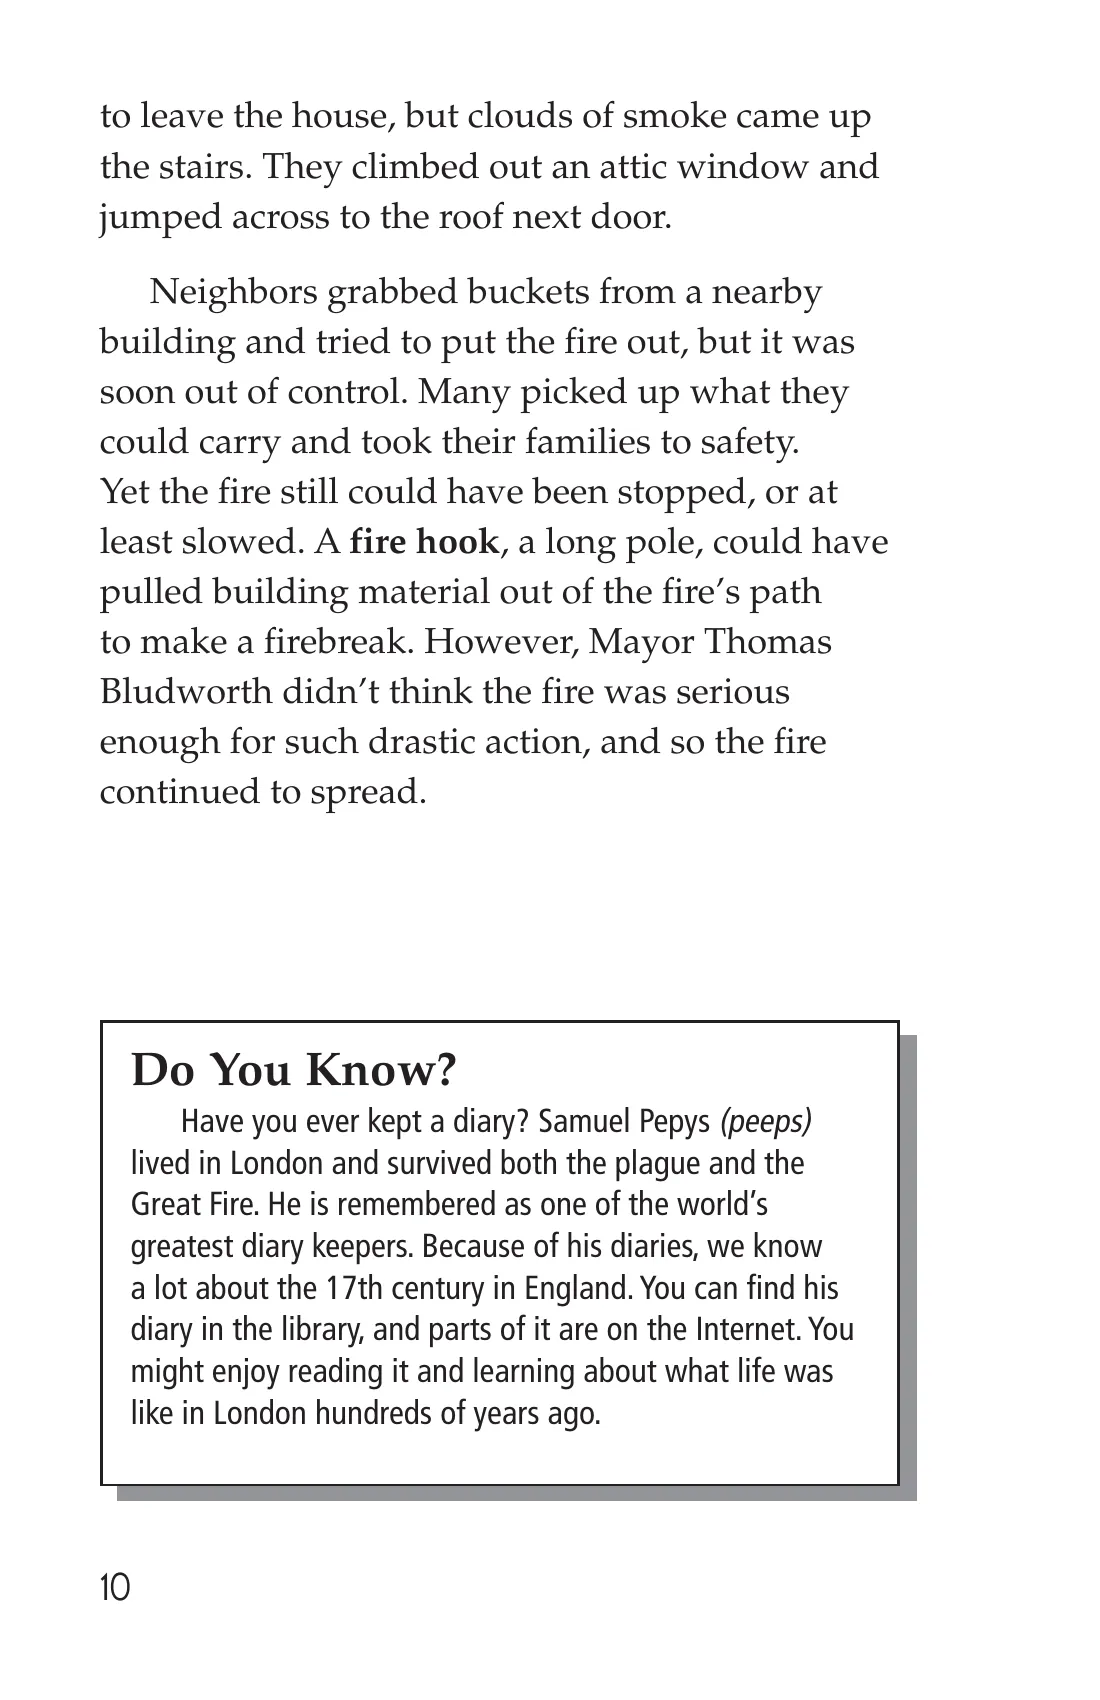 to leave the house, but clouds of smoke came up
the stairs. They climbed out an attic window and
jumped across to the roof next door.
Neighbors grabbed buckets from a nearby
building and tried to put the fire out, but it was
soon out of control. Many picked up what they
could carry and took their families to safety.
Yet the fire still could have been stopped, or at
least slowed. A fire hook, a long pole, could have
pulled building material out of the fire’s path
to make a firebreak. However, Mayor Thomas
Bludworth didn’t think the fire was serious
enough for such drastic action, and so the fire
continued to spread.
Do You Know?
Have you ever kept a diary? Samuel Pepys (peeps)
lived in London and survived both the plague and the
Great Fire. He is remembered as one of the world’s
greatest diary keepers. Because of his diaries, we know
a lot about the 17th century in England. You can find his
diary in the library, and parts of it are on the Internet. You
might enjoy reading it and learning about what life was
like in London hundreds of years ago.
10